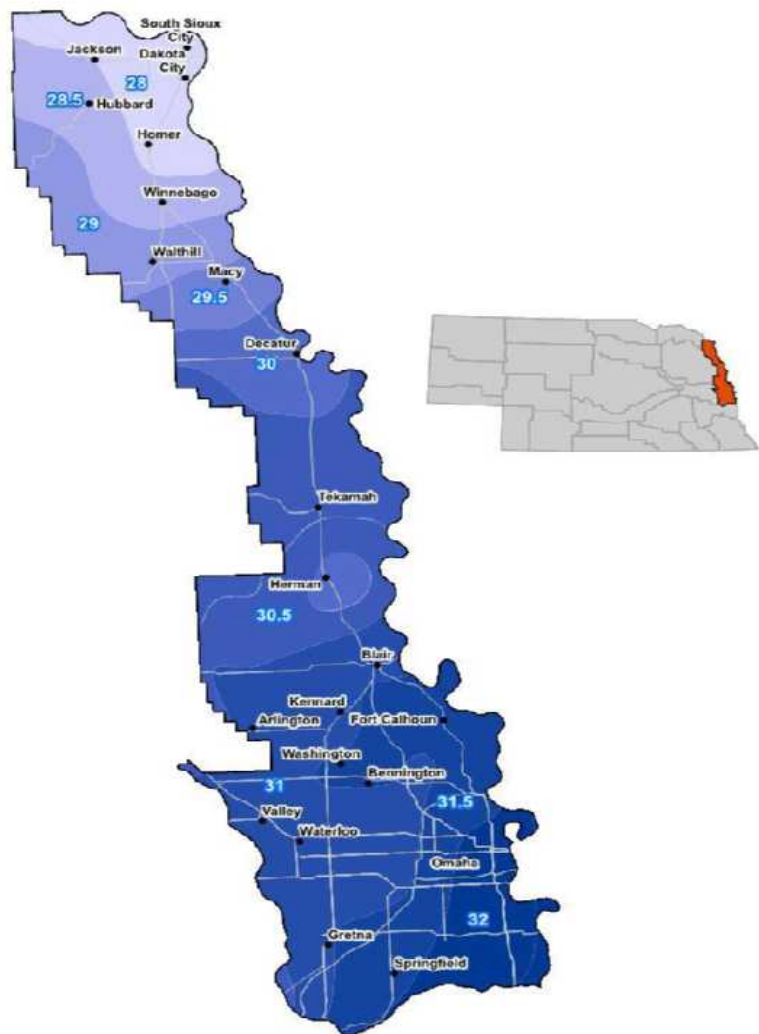 South Sioux
City
Jackson
Dakota
City
28
28.5
Hubbard
Homer
Winnebago
29
Walthill
Macy
29.5
Decatur
30
Tekamah
Herman
30.5
Blair
Kennard
Arlington
Fort Calhoun
Washington
Bennington
31
31.5
Valley
Waterloo
Omaha
32
Gretna
Springfield